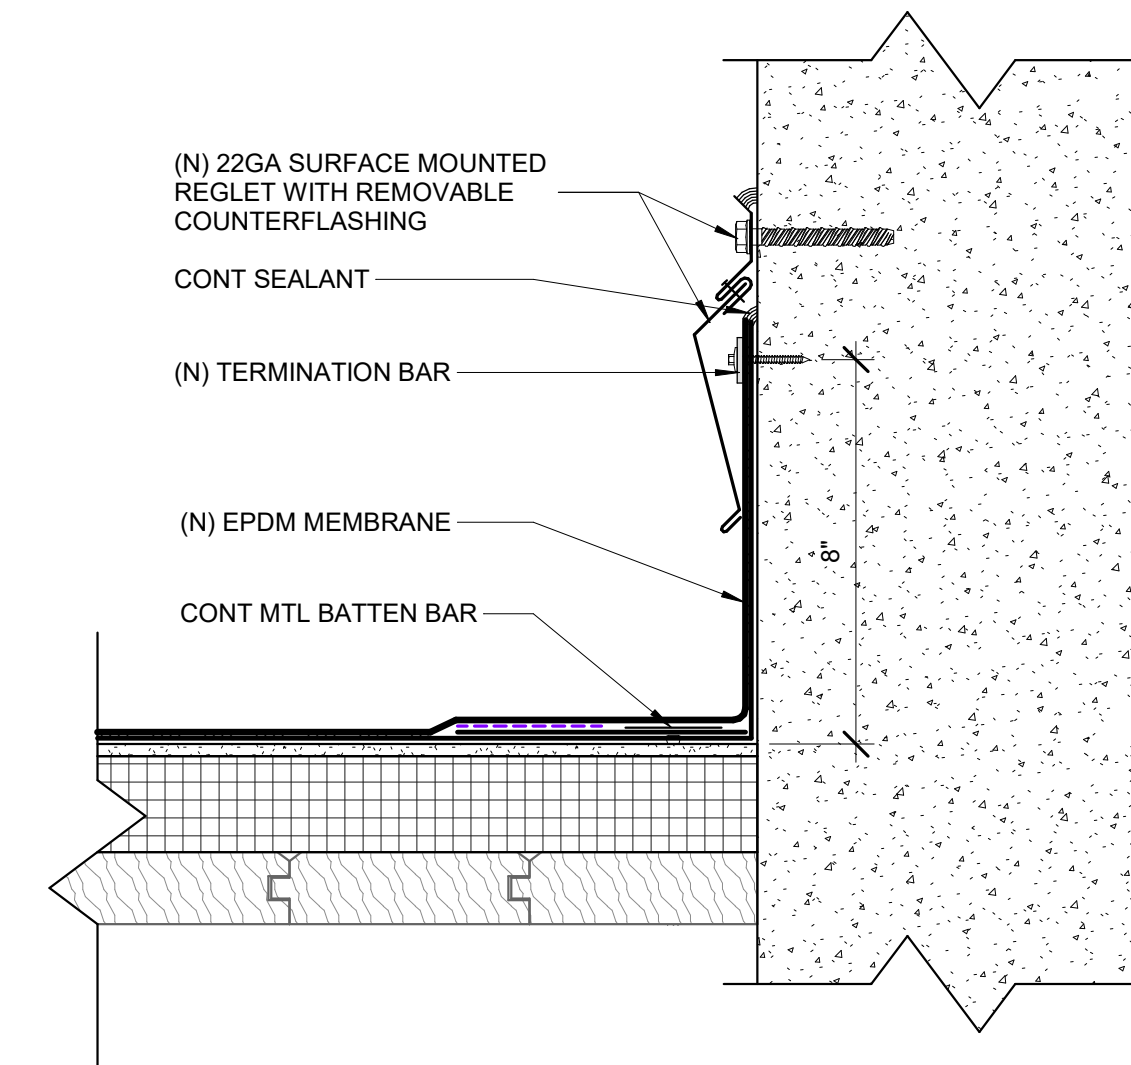 (N) 22GA SURFACE MOUNTED
REGLET WITH REMOVABLE
COUNTERFLASHING
CONT SEALANT
(N) TERMINATION BAR
(N) EPDM MEMBRANE
8"
CONT MTL BATTEN BAR